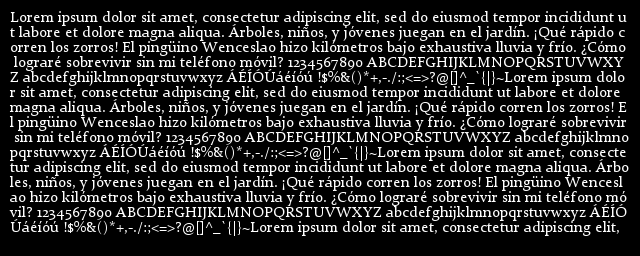 Lorem ipsum dolor sit amet, consectetur adipiscing elit, sed do eiusmod tempor incididunt u
t labore et dolore magna aliqua. Árboles, niños, y jóvenes juegan en el jardín. ¡Qué rápido c
orren los zorros! El pingüino Wenceslao hizo kilómetros bajo exhaustiva lluvia y frío. ¿Cómo
lograré sobrevivir sin mi teléfono móvil? 1234567890 ABCDEFGHIJKLMNOPQRSTUVWXY
Z abcdefghijklmnopqrstuvwxyz ÁÉÍÓÚáéíóú !$%&()*+,-./:;<=>?@[]^_`{|}~Lorem ipsum dolo
r sit amet, consectetur adipiscing elit, sed do eiusmod tempor incididunt ut labore et dolore
magna aliqua. Árboles, niños, y jóvenes juegan en el jardín. ¡Qué rápido corren los zorros! E
l pingüino Wenceslao hizo kilómetros bajo exhaustiva lluvia y frío. ¿Cómo lograré sobrevivir
sin mi teléfono móvil? 1234567890 ABCDEFGHIJKLMNOPQRSTUVWXYZ abcdefghijklmno
pqrstuvwxyz ÁÉÍÓÚáéíóú !$%&()*+,-./:;<=>?@[]^_`{|}~Lorem ipsum dolor sit amet, consecte
tur adipiscing elit, sed do eiusmod tempor incididunt ut labore et dolore magna aliqua. Árbo
les, niños, y jóvenes juegan en el jardín. ¡Qué rápido corren los zorros! El pingüino Wencesl
ao hizo kilómetros bajo exhaustiva lluvia y frío. ¿Cómo lograré sobrevivir sin mi teléfono mó
vil? 1234567890 ABCDEFGHIJKLMNOPQRSTUVWXYZ abcdefghijklmnopqrstuvwxyz ÁÉÍÓ
Úáéíóú !$%&()*+,-./:;<=>?@[]^_`{|}~Lorem ipsum dolor sit amet, consectetur adipiscing elit,